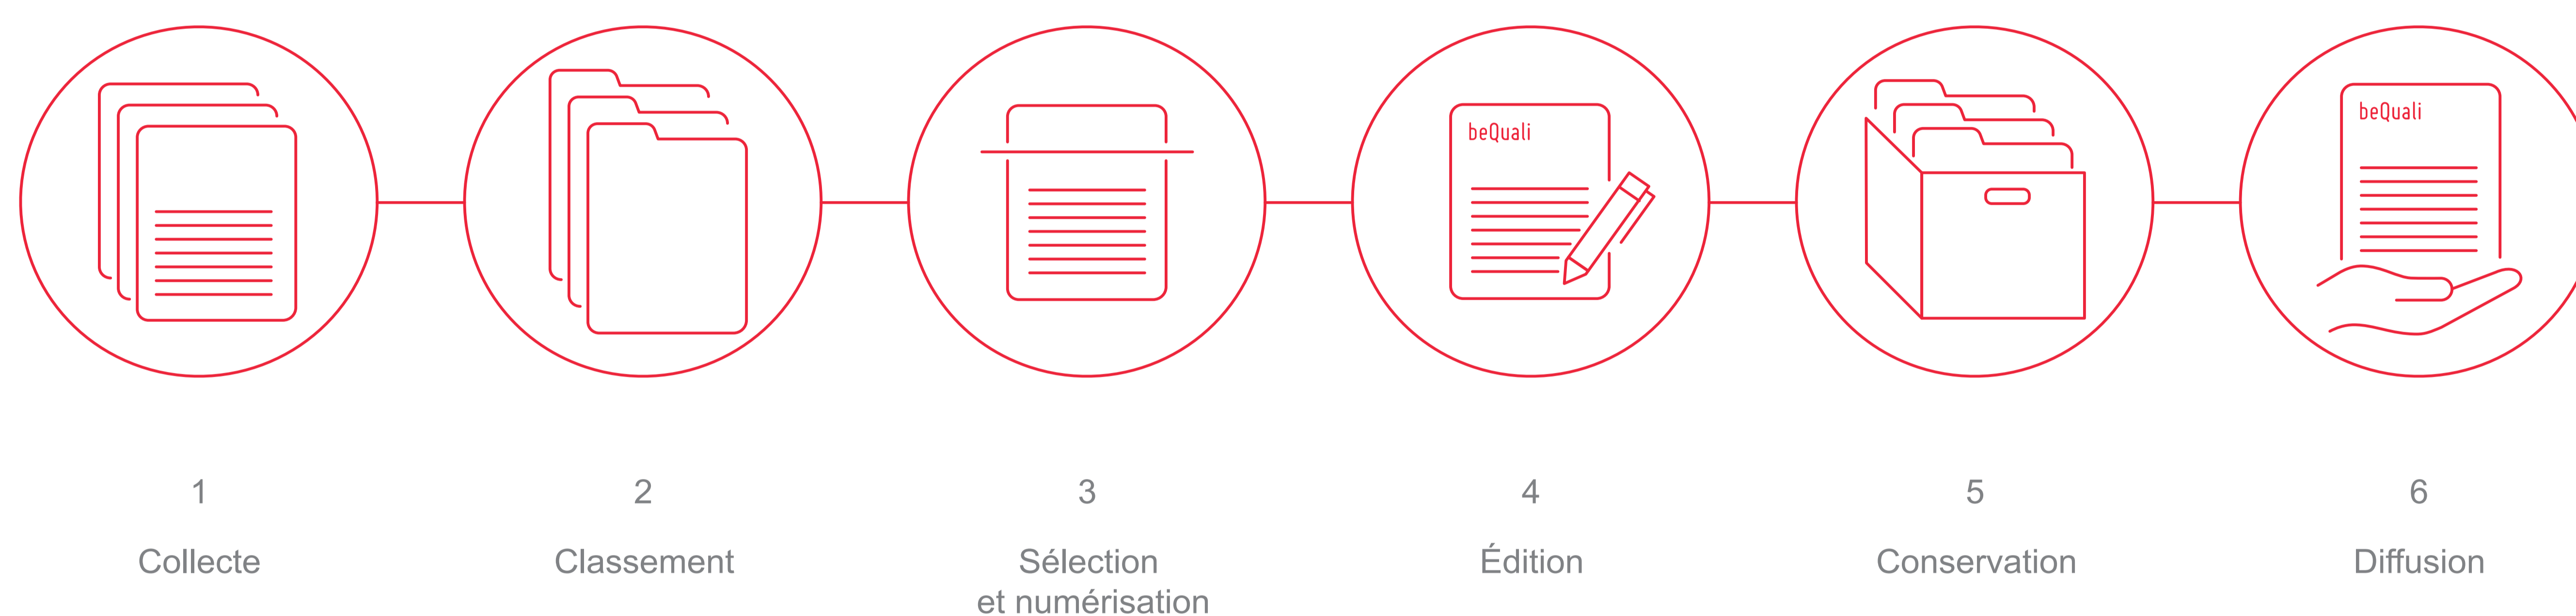 beQuali
beQuali
1
2
3
4
5
6
Collecte
Classement
Sélection
et numérisation
Édition
Conservation
Diffusion